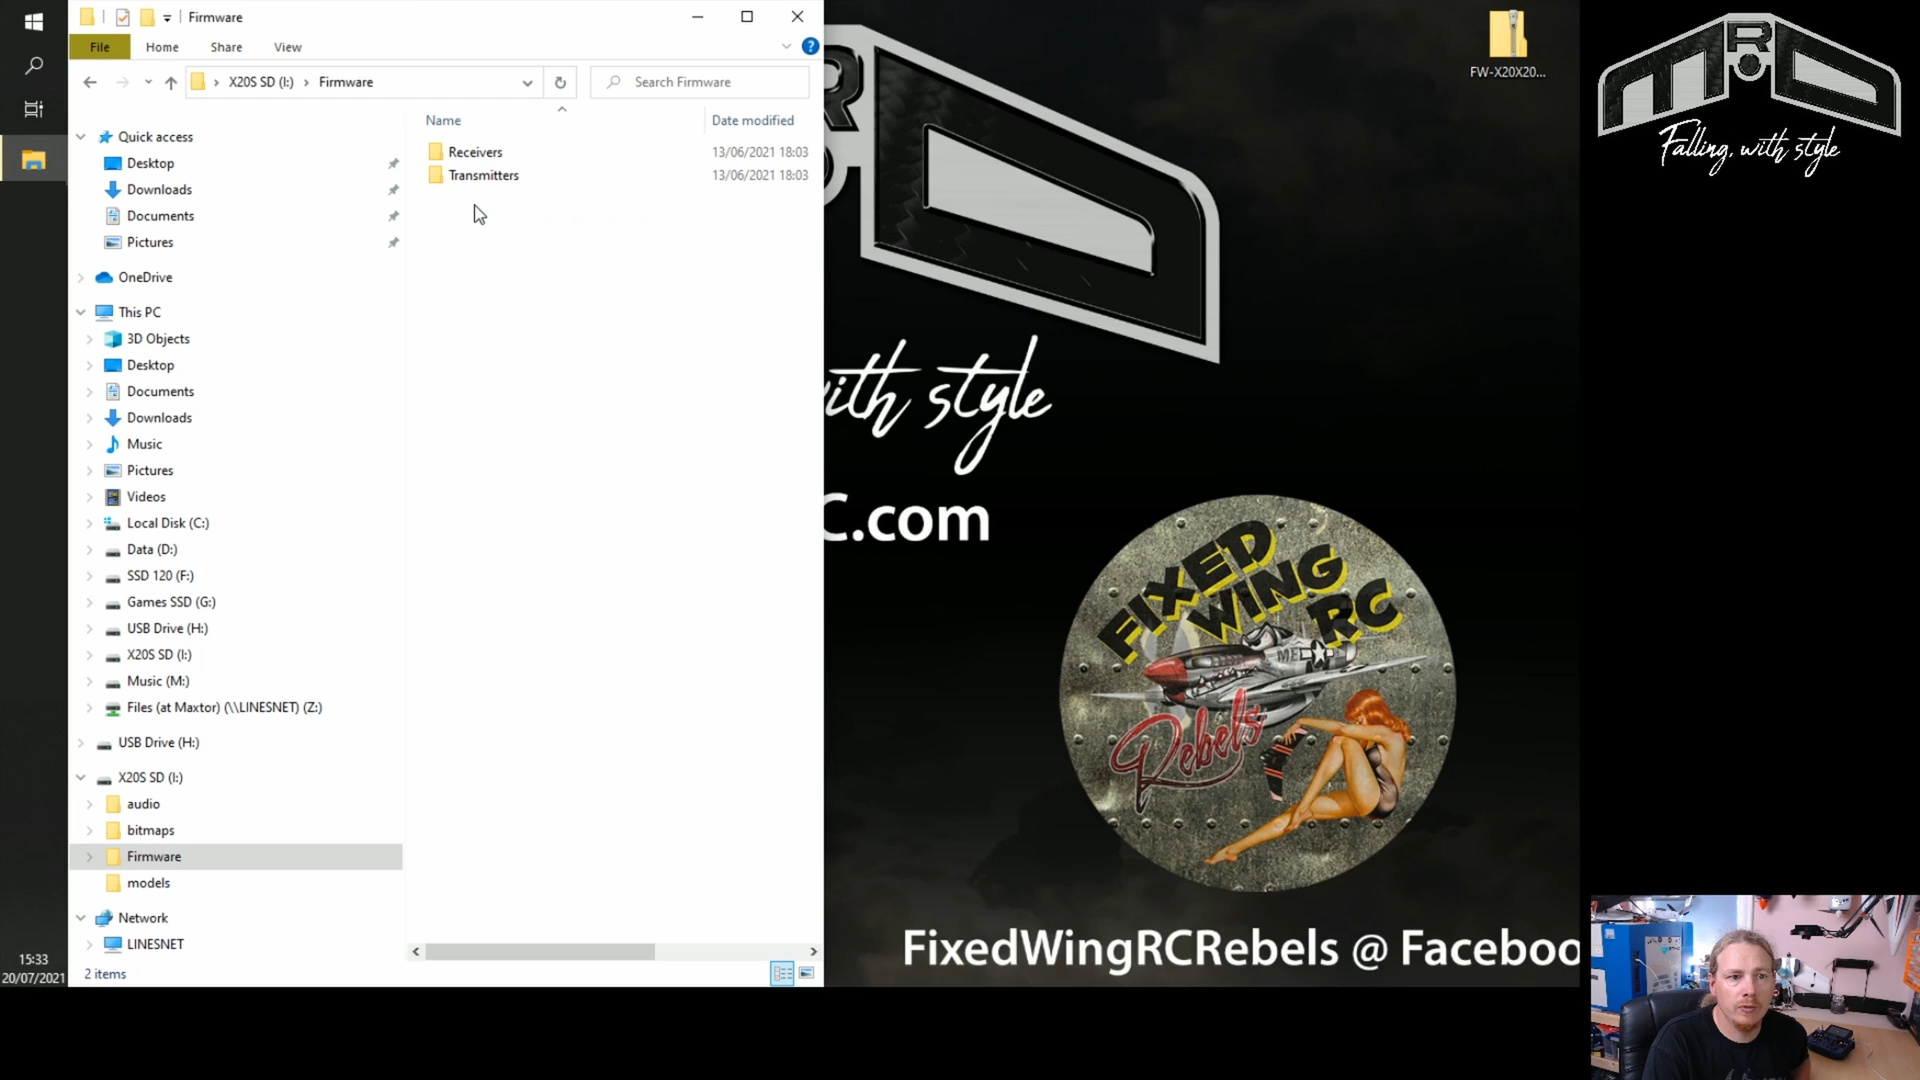 Firmware
File
Home
Share
View
X20S SD (I:)
Firmware
Search Firmware
Name
Date modified
Receivers
13/06/2021 18:03
Transmitters
13/06/2021 18:03
Quick access
Desktop
Downloads
Documents
Pictures
OneDrive
This PC
3D Objects
Desktop
Documents
Downloads
Music
Pictures
Videos
Local Disk (C:)
Data (D:)
SSD 120 (F:)
Games SSD (G:)
USB Drive (H:)
X20S SD (I:)
Music (M:)
Files (at Maxtor) (\\LINESNET) (Z:)
USB Drive (H:)
X20S SD (I:)
audio
bitmaps
Firmware
models
Network
LINESNET
2 items
15:33
20/07/2021
FW-X20X20...
R D
ith style
C.com
FIXED
WING
RC
ME
Rebels
FixedWingRCRebels @ Faceboo
MRD
Falling, with style